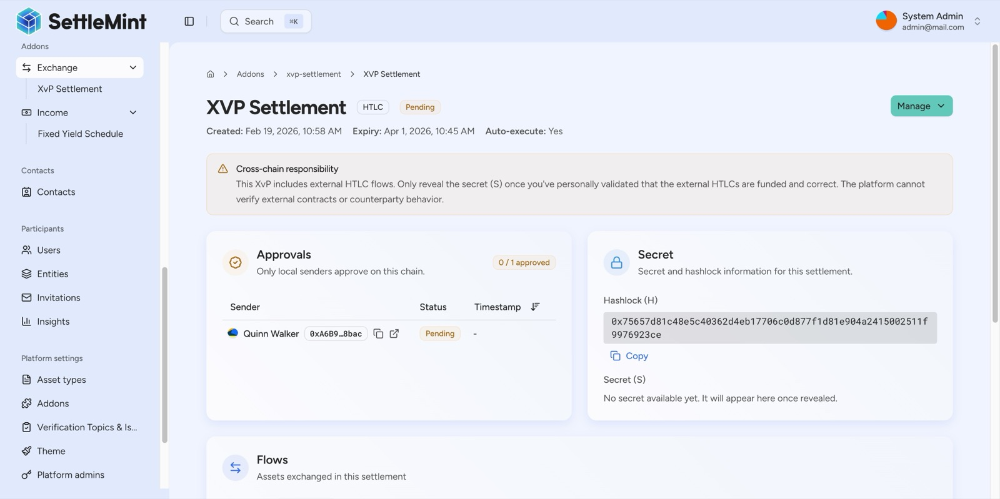 SettleMint
Search
⌘K
System Admin
admin@mail.com
Addons
Exchange
XvP Settlement
Income
Fixed Yield Schedule
Contacts
Contacts
Participants
Users
Entities
Invitations
Insights
Platform settings
Asset types
Addons
Verification Topics & Is...
Theme
Platform admins
Addons
xvp-settlement
XVP Settlement
XVP Settlement
HTLC
Pending
Manage
Created: Feb 19, 2026, 10:58 AM
Expiry: Apr 1, 2026, 10:45 AM
Auto-execute: Yes
Cross-chain responsibility
This XvP includes external HTLC flows. Only reveal the secret (S) once you've personally validated that the external HTLCs are funded and correct. The platform cannot
verify external contracts or counterparty behavior.
Approvals
Only local senders approve on this chain.
0 / 1 approved
Sender
Status
Timestamp
Quinn Walker
0xA6B9…8bac
Pending
-
Secret
Secret and hashlock information for this settlement.
Hashlock (H)
0x75657d81c48e5c40362d4eb17706c0d877f1d81e904a2415002511f
9976923ce
Copy
Secret (S)
No secret available yet. It will appear here once revealed.
Flows
Assets exchanged in this settlement